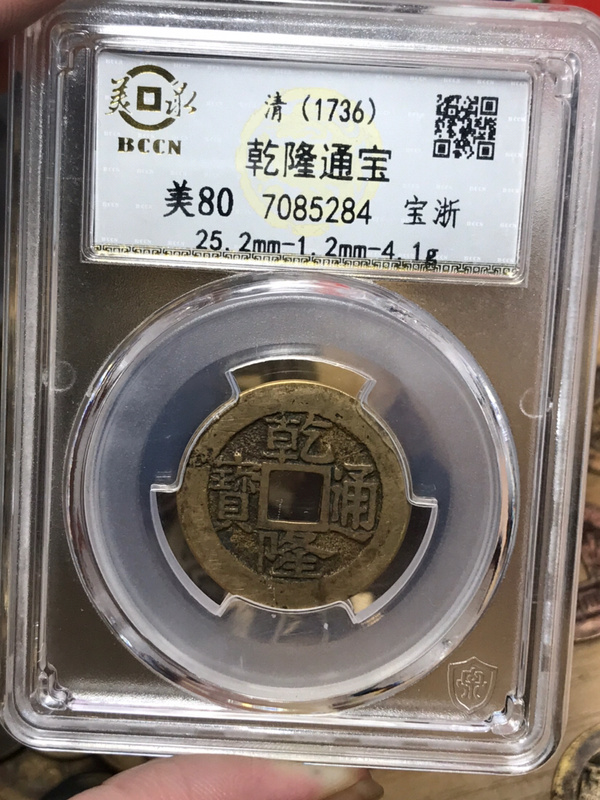 美泉
BCCN
清（1736）
乾隆通宝
美80 7085284 宝浙
25.2mm-1.2mm-4.1g
乾隆通寶